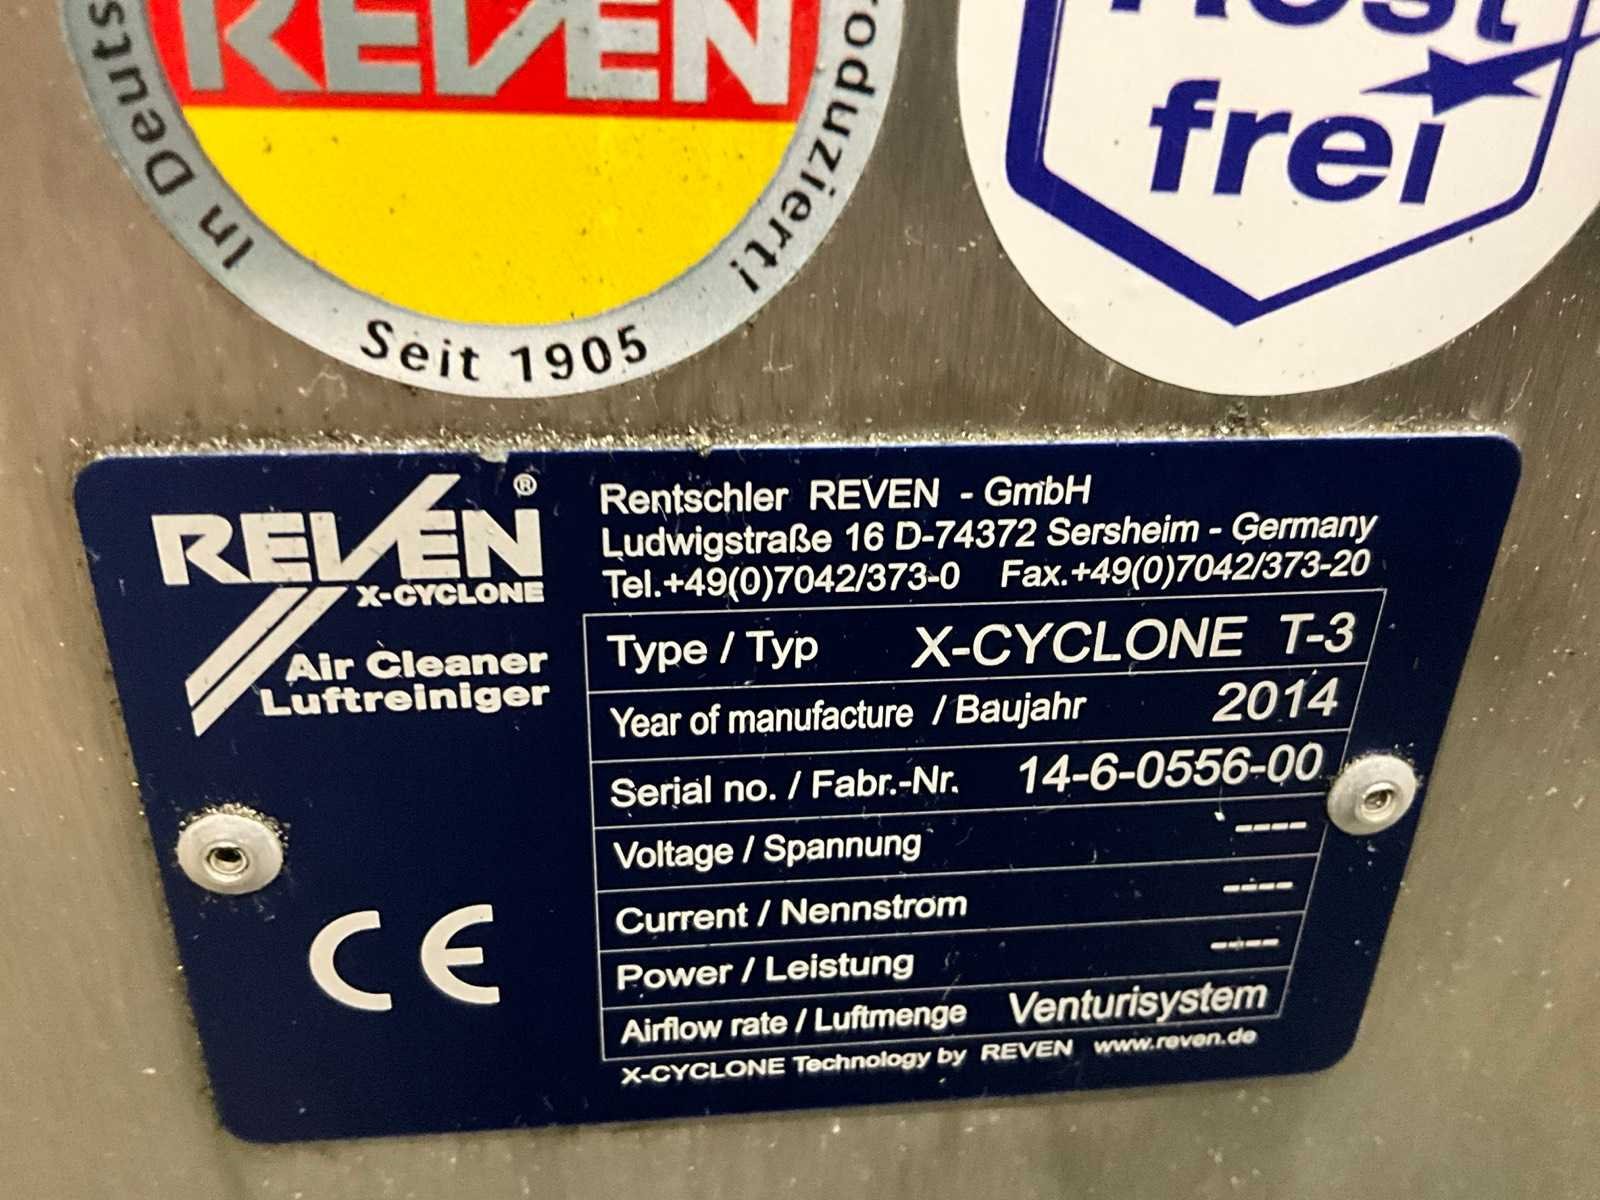 REVEN
In Deuts
oduziert!
Seit 1905
frei
REVEN®
X-CYCLONE
Air Cleaner
Luftreiniger
CE
Rentschler REVEN - GmbH
Ludwigstraße 16 D-74372 Sersheim - Germany
Tel.+49(0)7042/373-0 Fax.+49(0)7042/373-20
Type / Typ X-CYCLONE T-3
Year of manufacture / Baujahr 2014
Serial no. / Fabr.-Nr. 14-6-0556-00
Voltage / Spannung ----
Current / Nennstrom ----
Power / Leistung ----
Airflow rate / Luftmenge Venturisystem
X-CYCLONE Technology by REVEN www.reven.de